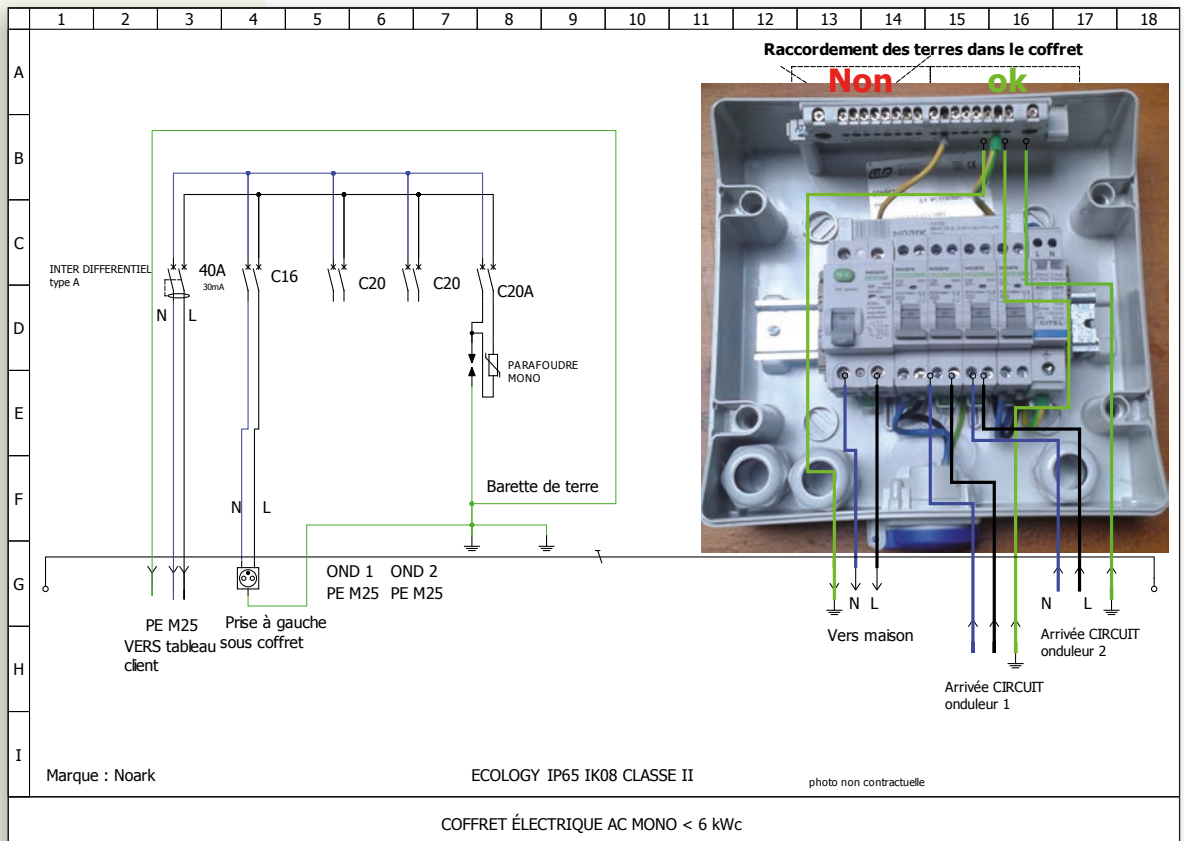 1 2 3 4 5 6 7 8 9 10 11 12 13 14 15 16 17 18
A
B
C
D
E
F
G
H
I
Raccordement des terres dans le coffret
Non ok
INTER DIFFERENTIEL
type A
40A
30mA
N L
C16
C20
C20
C20A
PARAFOUDRE
MONO
Barette de terre
N L
OND 1 OND 2
PE M25 PE M25
PE M25
VERS tableau
client
Prise à gauche
sous coffret
NOARK
L N
CITEL
N L
Vers maison
N L
Arrivée CIRCUIT
onduleur 2
Arrivée CIRCUIT
onduleur 1
Marque : Noark
ECOLOGY IP65 IK08 CLASSE II
photo non contractuelle
COFFRET ÉLECTRIQUE AC MONO < 6 kWc